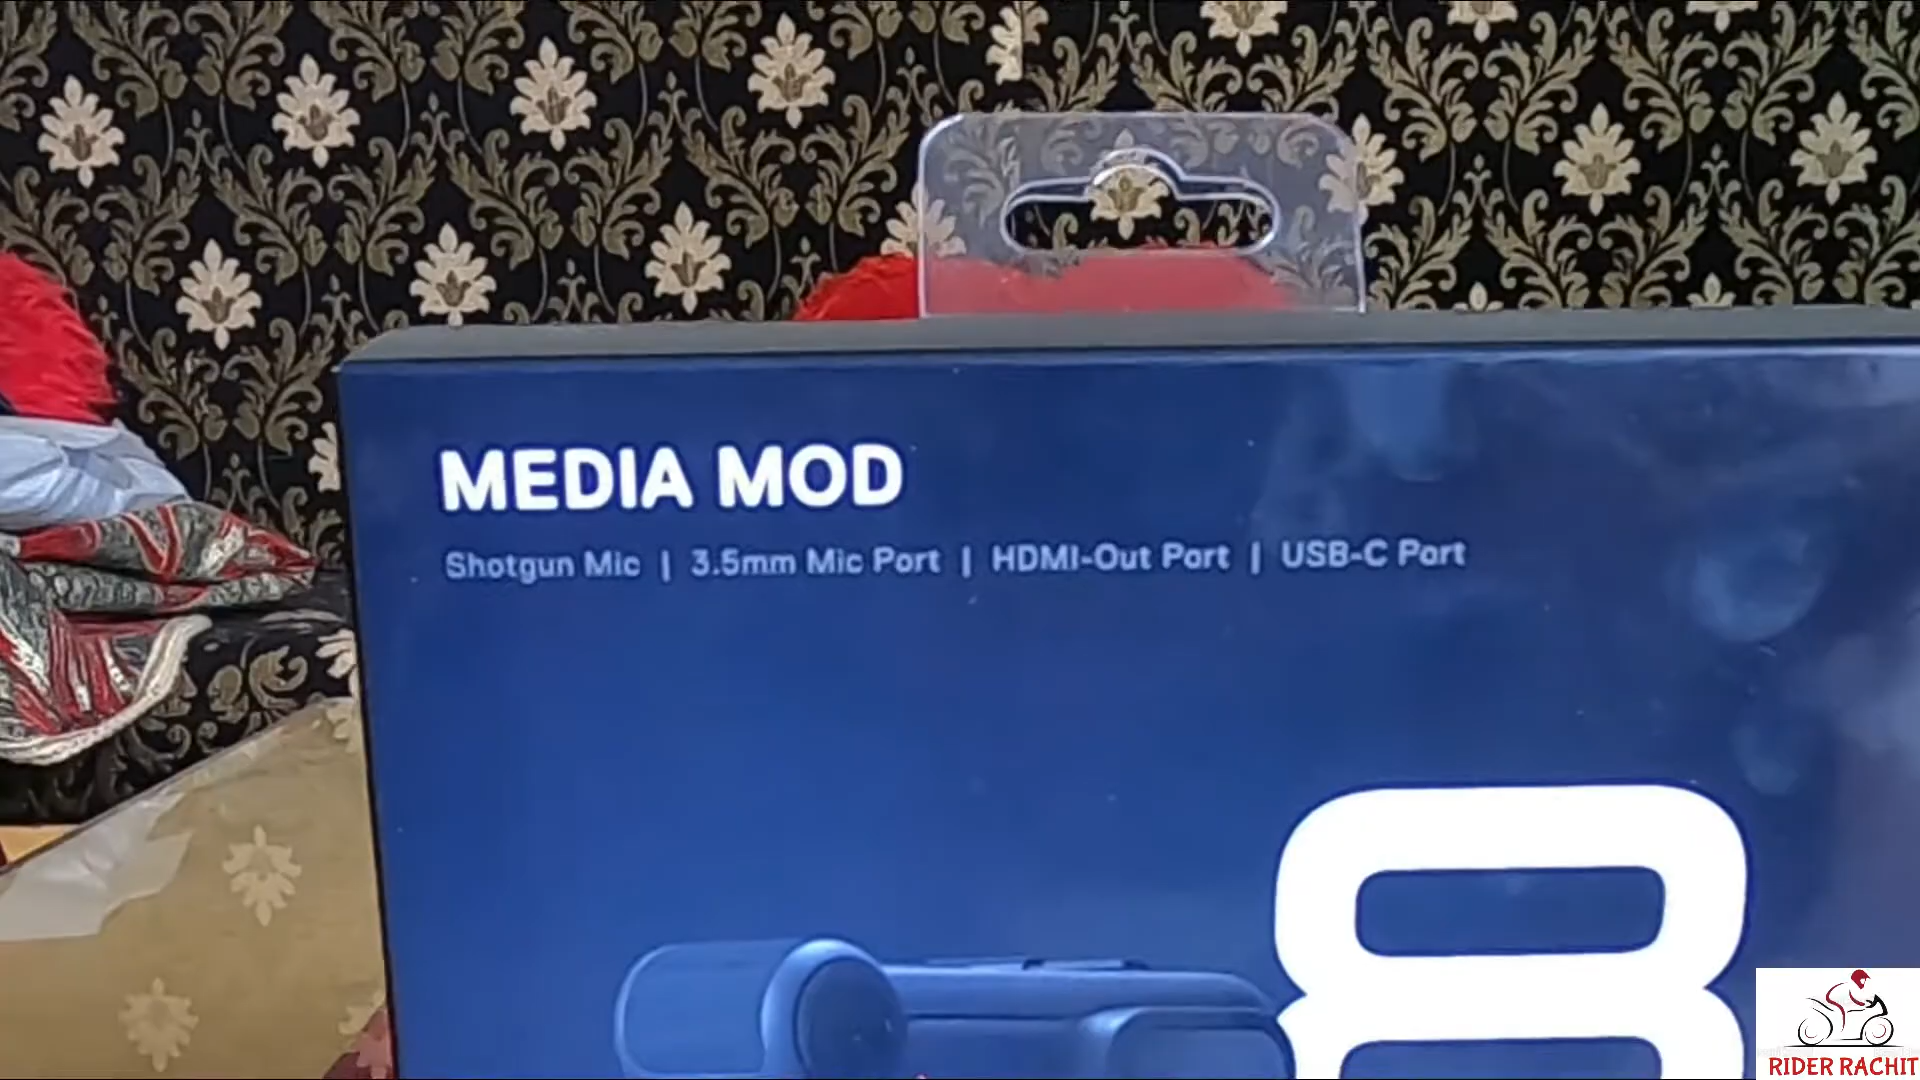 MEDIA MOD
Shotgun Mic | 3.5mm Mic Port | HDMI-Out Port | USB-C Port
8
RIDER RACHIT